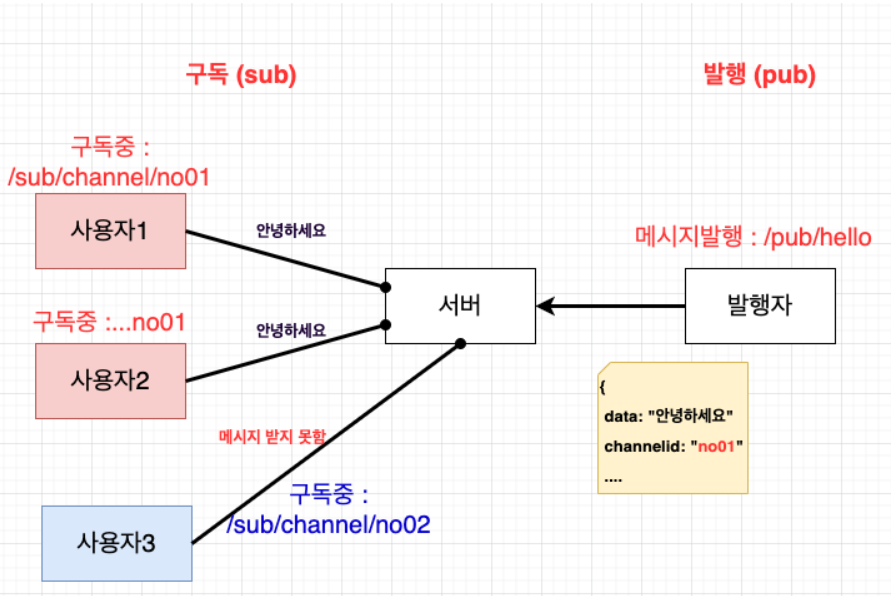 구독 (sub)
발행 (pub)
구독중 :
/sub/channel/no01
사용자1
안녕하세요
메시지발행 : /pub/hello
서버
발행자
구독중 :...no01
안녕하세요
사용자2
{
data: "안녕하세요"
channelid: "no01"
....
메시지 받지 못함
구독중 :
/sub/channel/no02
사용자3